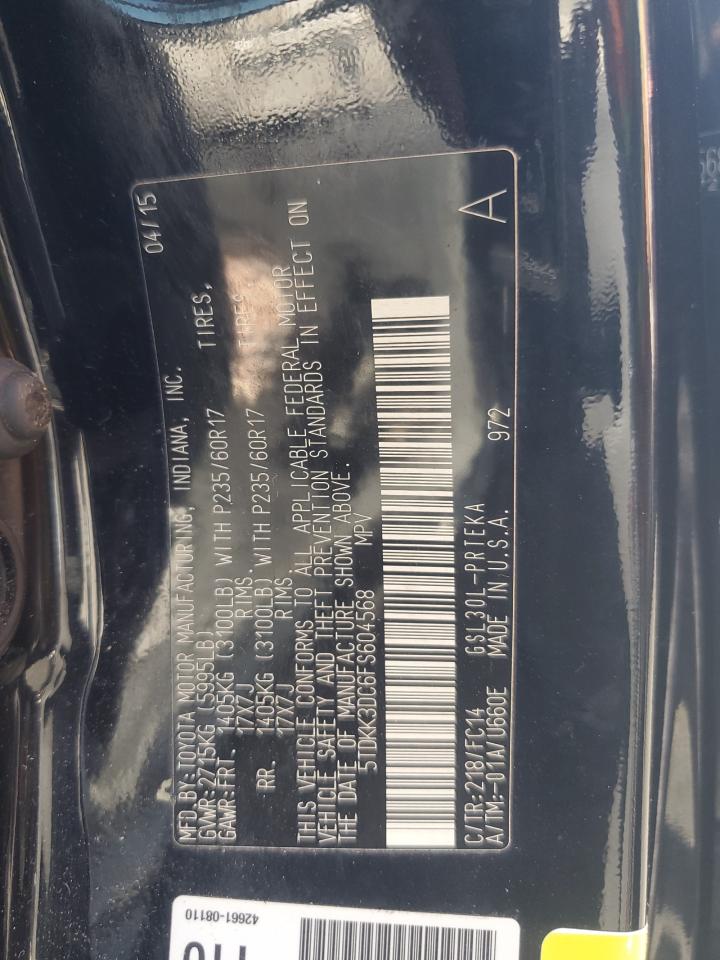 MFD.BY:TOYOTA MOTOR MANUFACTURING, INDIANA, INC. 04/15
GVWR:2715KG (5995LB)
GAWR-FRT. 1405KG (3100LB) WITH P235/60R17 TIRES,
17X7J RIMS.
RR. 1405KG (3100LB) WITH P235/60R17 TIRES,
17X7J RIMS
THIS VEHICLE CONFORMS TO ALL APPLICABLE FEDERAL MOTOR
VEHICLE SAFETY AND THEFT PREVENTION STANDARDS IN EFFECT ON
THE DATE OF MANUFACTURE SHOWN ABOVE.
5TDKK3DC6FS604568 MPV
C/TR:218/FC14 GSL30L-PRTEKA 972 A
A/TM:-01A/U660E MADE IN U.S.A.
42661-08110